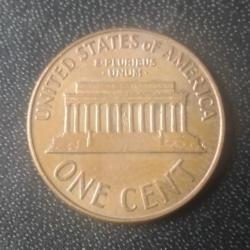 UNITED STATES OF AMERICA
E PLURIBUS
·UNUM·
ONE CENT